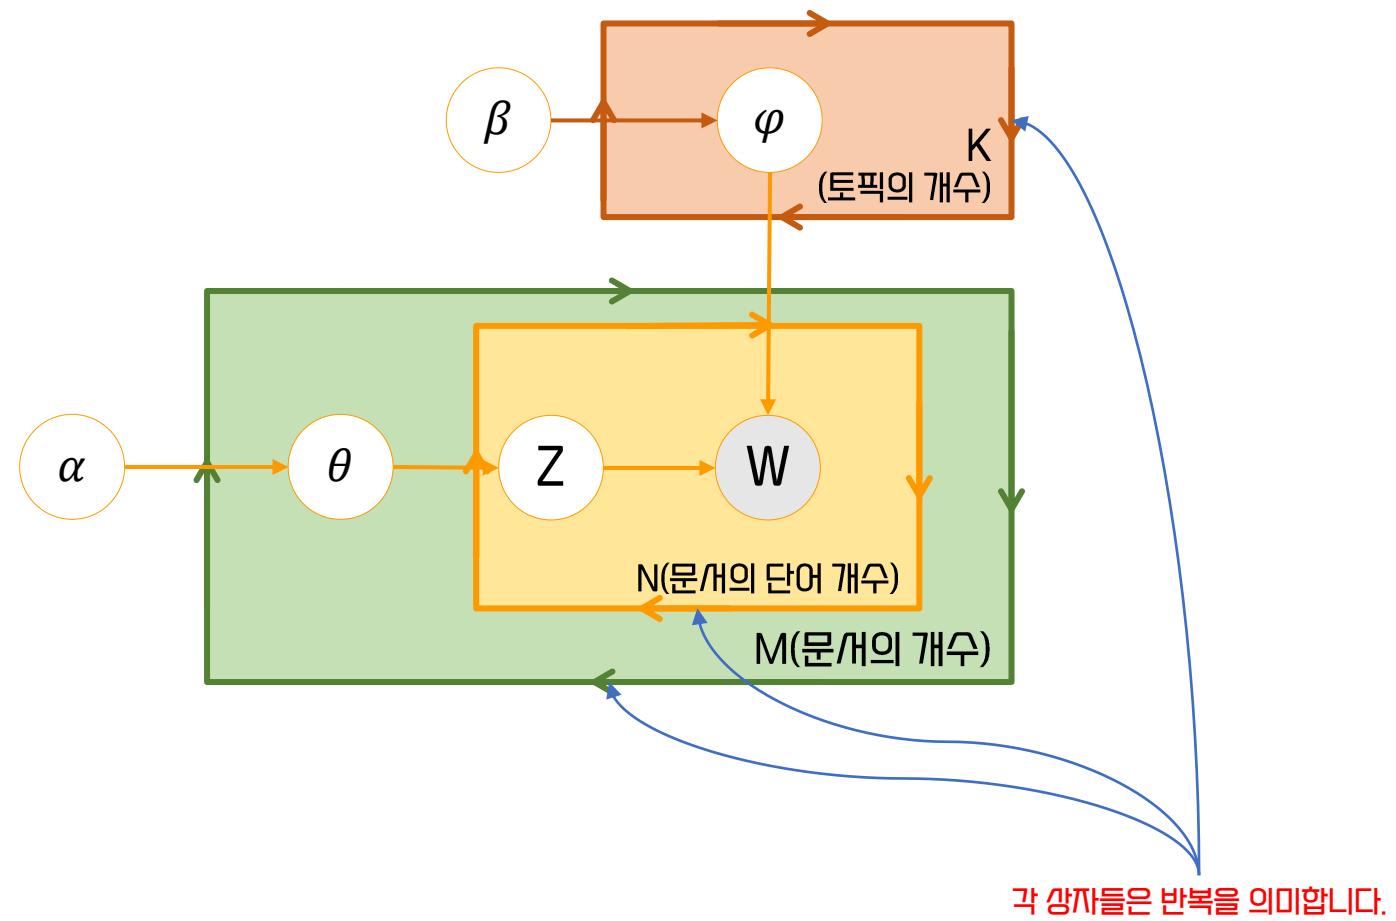 β
φ
K
(토픽의 개수)
α
θ
Z
W
N(문서의 단어 개수)
M(문서의 개수)
각 상자들은 반복을 의미합니다.